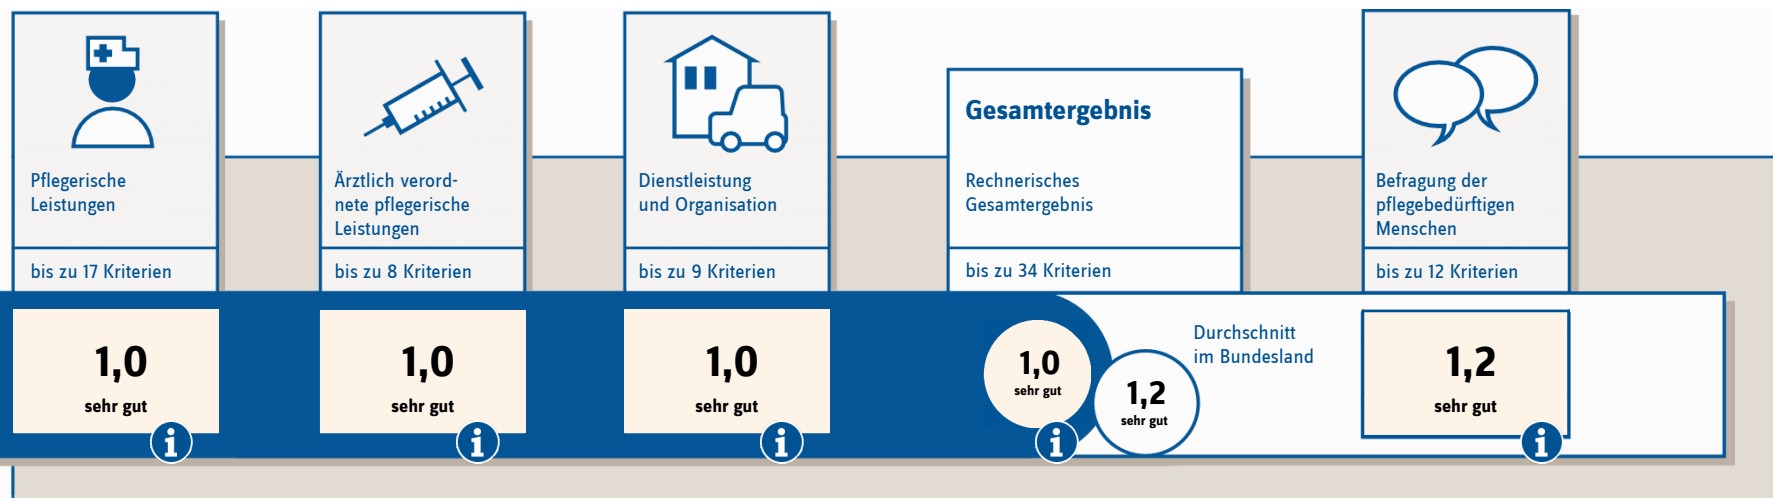 Pflegerische
Leistungen
bis zu 17 Kriterien
1,0
sehr gut
i
Ärztlich verord-
nete pflegerische
Leistungen
bis zu 8 Kriterien
1,0
sehr gut
i
Dienstleistung
und Organisation
bis zu 9 Kriterien
1,0
sehr gut
i
Gesamtergebnis
Rechnerisches
Gesamtergebnis
bis zu 34 Kriterien
1,0
sehr gut
i
1,2
sehr gut
Durchschnitt
im Bundesland
Befragung der
pflegebedürftigen
Menschen
bis zu 12 Kriterien
1,2
sehr gut
i